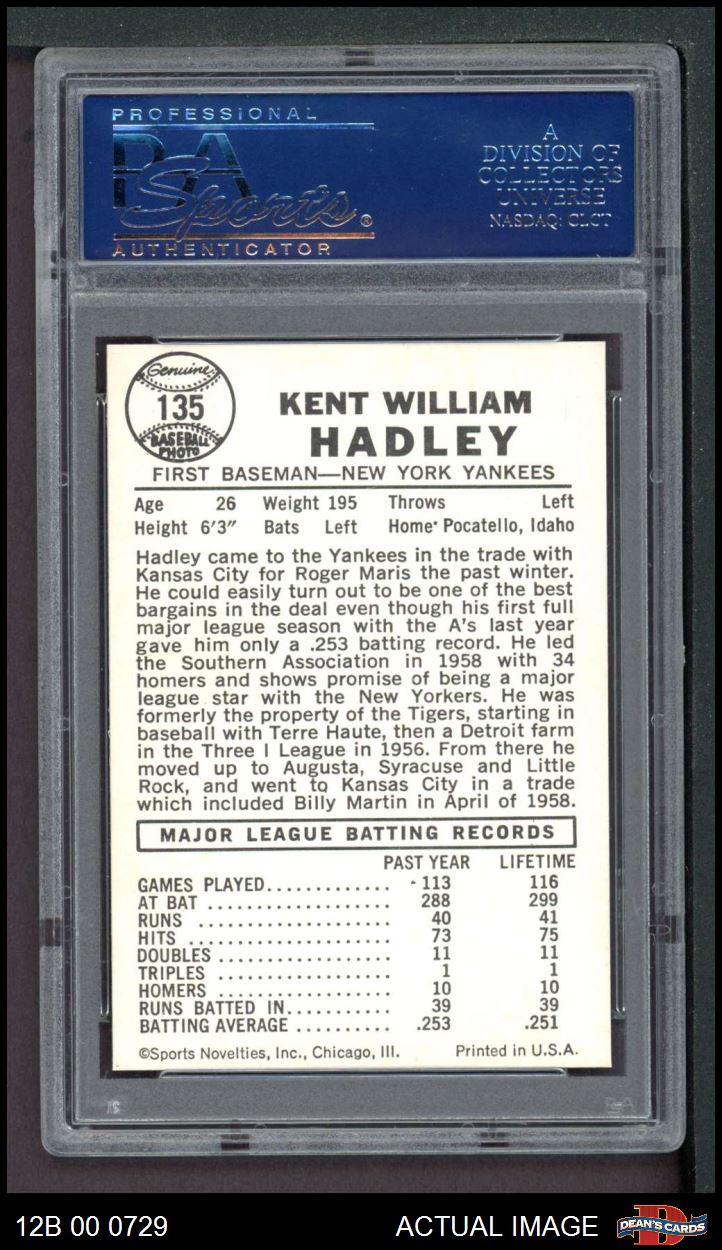 PROFESSIONAL
PSA
Sports®
AUTHENTICATOR
A
DIVISION OF
COLLECTORS
UNIVERSE
NASDAQ: CLCT
Genuine
135
BASEBALL
PHOTO
KENT WILLIAM
HADLEY
FIRST BASEMAN—NEW YORK YANKEES
Age 26 Weight 195 Throws Left
Height 6'3" Bats Left Home• Pocatello, Idaho
Hadley came to the Yankees in the trade with
Kansas City for Roger Maris the past winter.
He could easily turn out to be one of the best
bargains in the deal even though his first full
major league season with the A's last year
gave him only a .253 batting record. He led
the Southern Association in 1958 with 34
homers and shows promise of being a major
league star with the New Yorkers. He was
formerly the property of the Tigers, starting in
baseball with Terre Haute, then a Detroit farm
in the Three I League in 1956. From there he
moved up to Augusta, Syracuse and Little
Rock, and went to Kansas City in a trade
which included Billy Martin in April of 1958.
MAJOR LEAGUE BATTING RECORDS
PAST YEAR LIFETIME
GAMES PLAYED............. 113 116
AT BAT .................... 288 299
RUNS ..................... 40 41
HITS ...................... 73 75
DOUBLES ................... 11 11
TRIPLES .................... 1 1
HOMERS ................... 10 10
RUNS BATTED IN........... 39 39
BATTING AVERAGE .......... .253 .251
©Sports Novelties, Inc., Chicago, Ill. Printed in U.S.A.
12B 00 0729 ACTUAL IMAGE DEAN'S CARDS